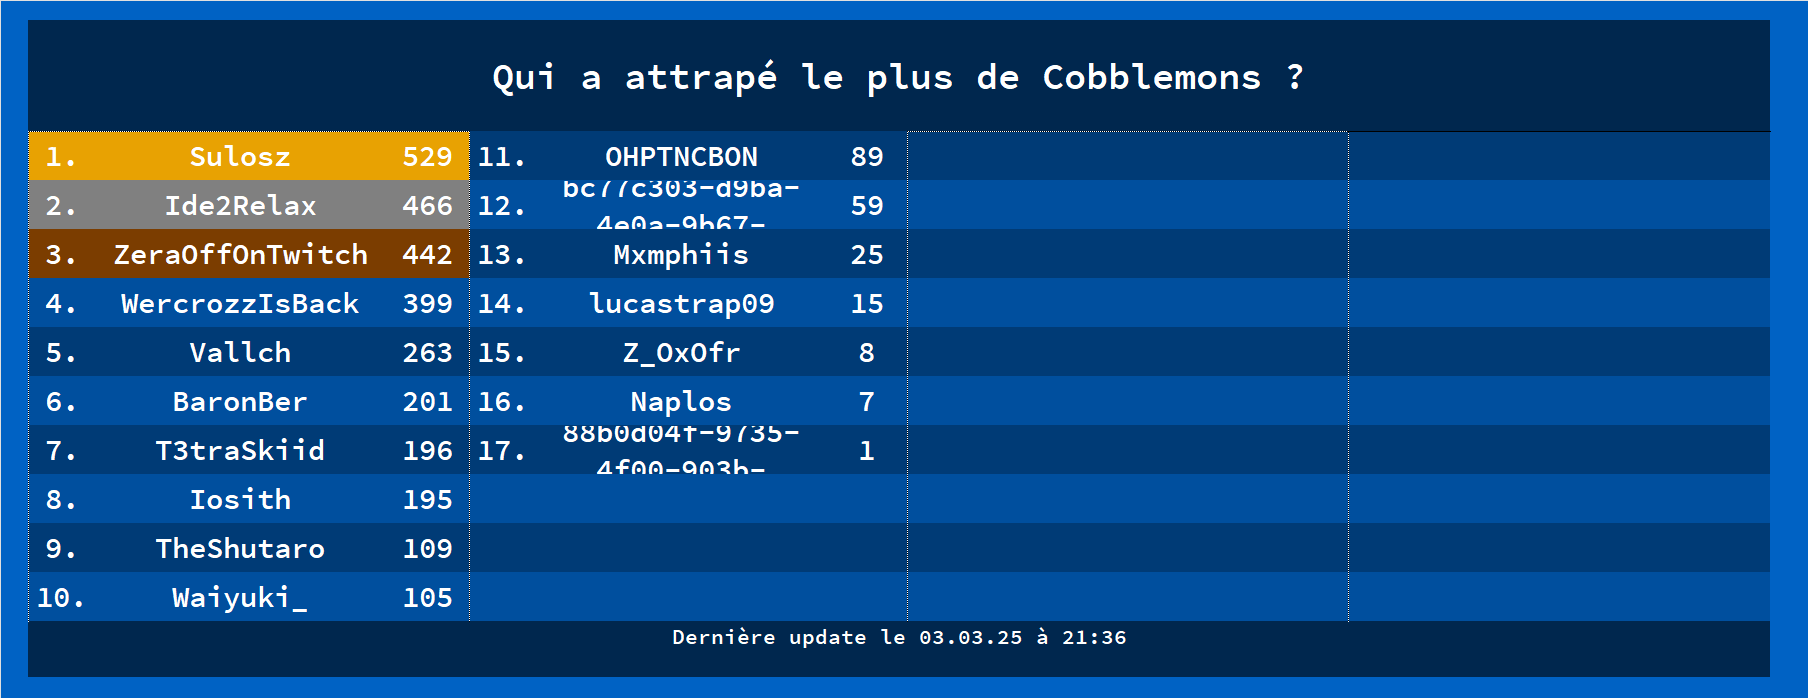 Qui a attrapé le plus de Cobblemons ?
1. Sulosz 529
2. Ide2Relax 466
3. ZeraOffOnTwitch 442
4. WercrozzIsBack 399
5. Vallch 263
6. BaronBer 201
7. T3traSkiid 196
8. Iosith 195
9. TheShutaro 109
10. Waiyuki_ 105
11. OHPTNCBON 89
12. bc77c303-d9ba-
4e0a-9b67- 59
13. Mxmphiis 25
14. lucastrap09 15
15. Z_OxOfr 8
16. Naplos 7
17. 88b0d04f-9735-
4f00-903b- 1
Dernière update le 03.03.25 à 21:36